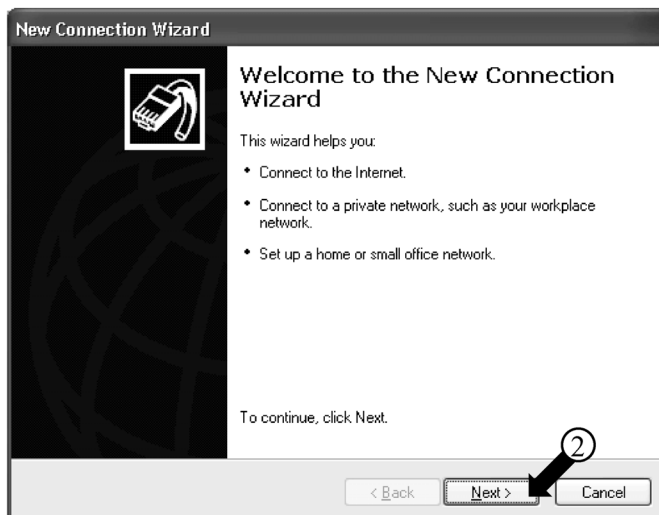 New Connection Wizard
Welcome to the New Connection
Wizard
This wizard helps you:
• Connect to the Internet.
• Connect to a private network, such as your workplace
network.
• Set up a home or small office network.
To continue, click Next.
2
< Back Next > Cancel